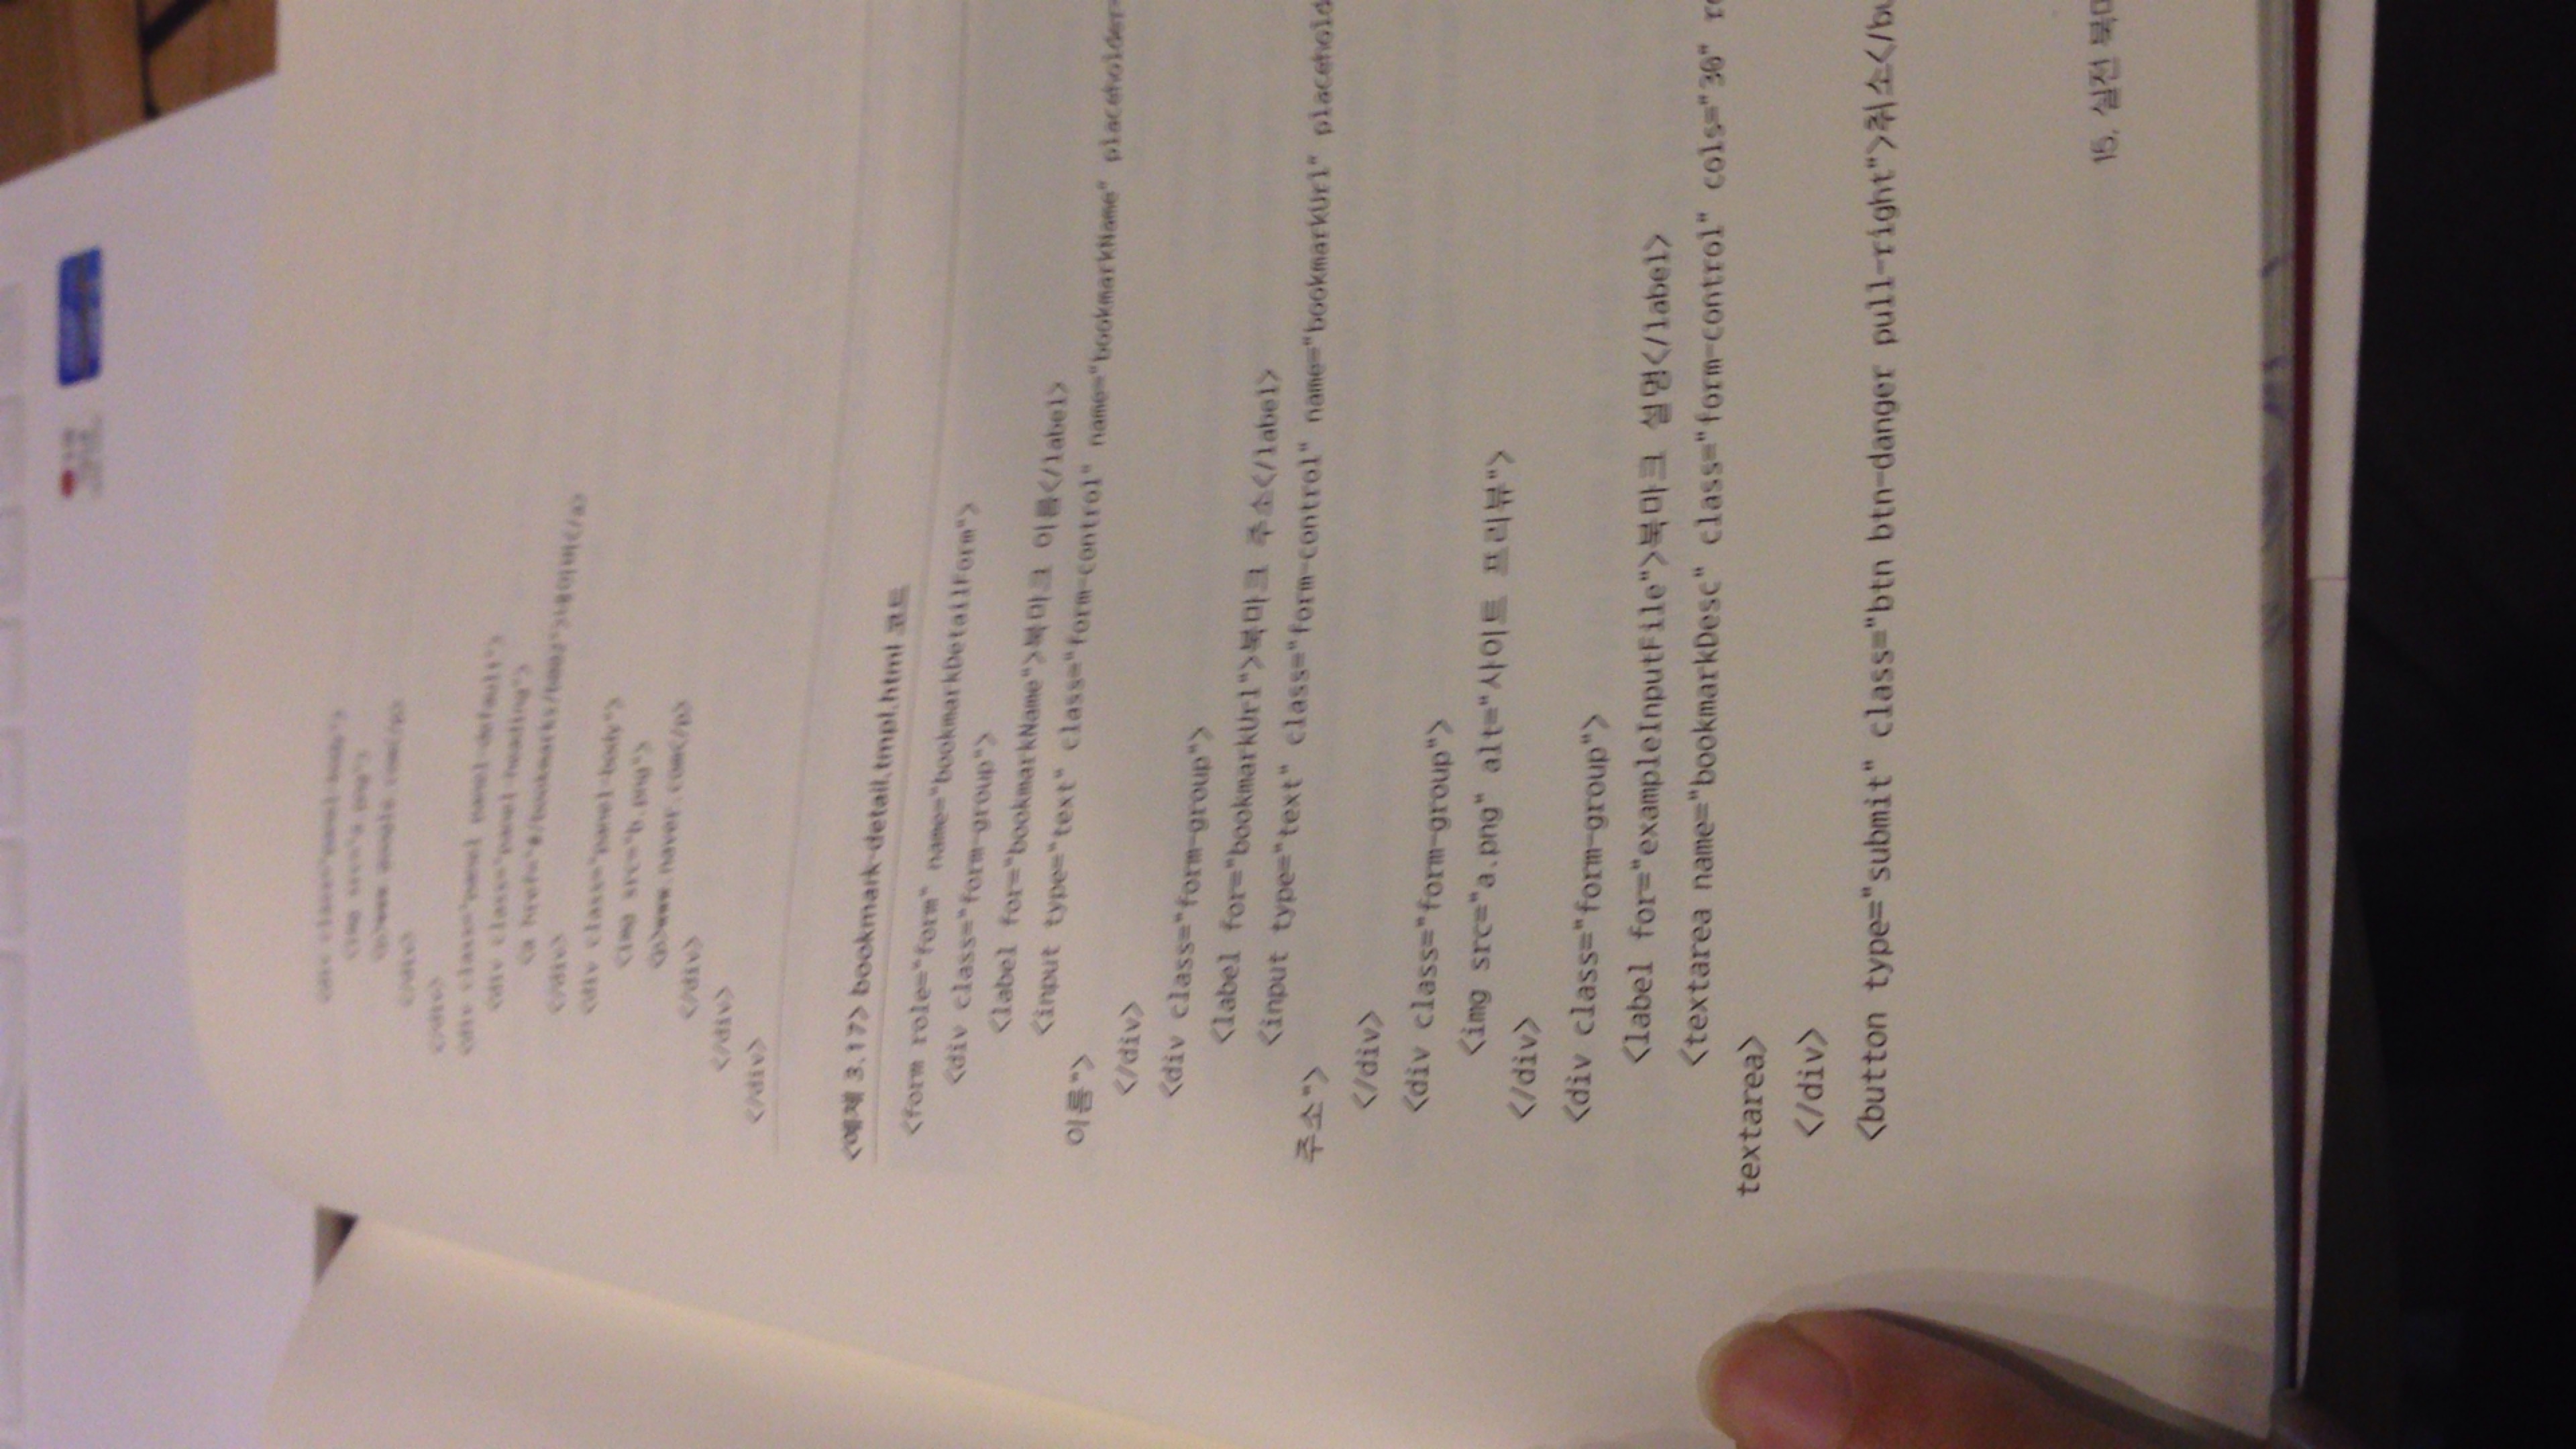 <div class="panel-body">
<img src="a.png">
<p>www.google.com</p>
</div>
</div>
<div class="panel panel-default">
<div class="panel-heading">
<a href="#/bookmarks/b002">네이버</a>
</div>
<div class="panel-body">
<img src="b.png">
<p>www.naver.com</p>
</div>
</div>
</div>
<예제 3.17> bookmark-detail.tmpl.html 코드
<form role="form" name="bookmarkDetailForm">
<div class="form-group">
<label for="bookmarkName">북마크 이름</label>
<input type="text" class="form-control" name="bookmarkName" placeholder=
이름">
</div>
<div class="form-group">
<label for="bookmarkUrl">북마크 주소</label>
<input type="text" class="form-control" name="bookmarkUrl" placehold
주소">
</div>
<div class="form-group">
<img src="a.png" alt="사이트 프리뷰">
</div>
<div class="form-group">
<label for="exampleInputFile">북마크 설명</label>
<textarea name="bookmarkDesc" class="form-control" cols="30"
textarea>
</div>
<button type="submit" class="btn btn-danger pull-right">취소</bu
15. 실전 북마